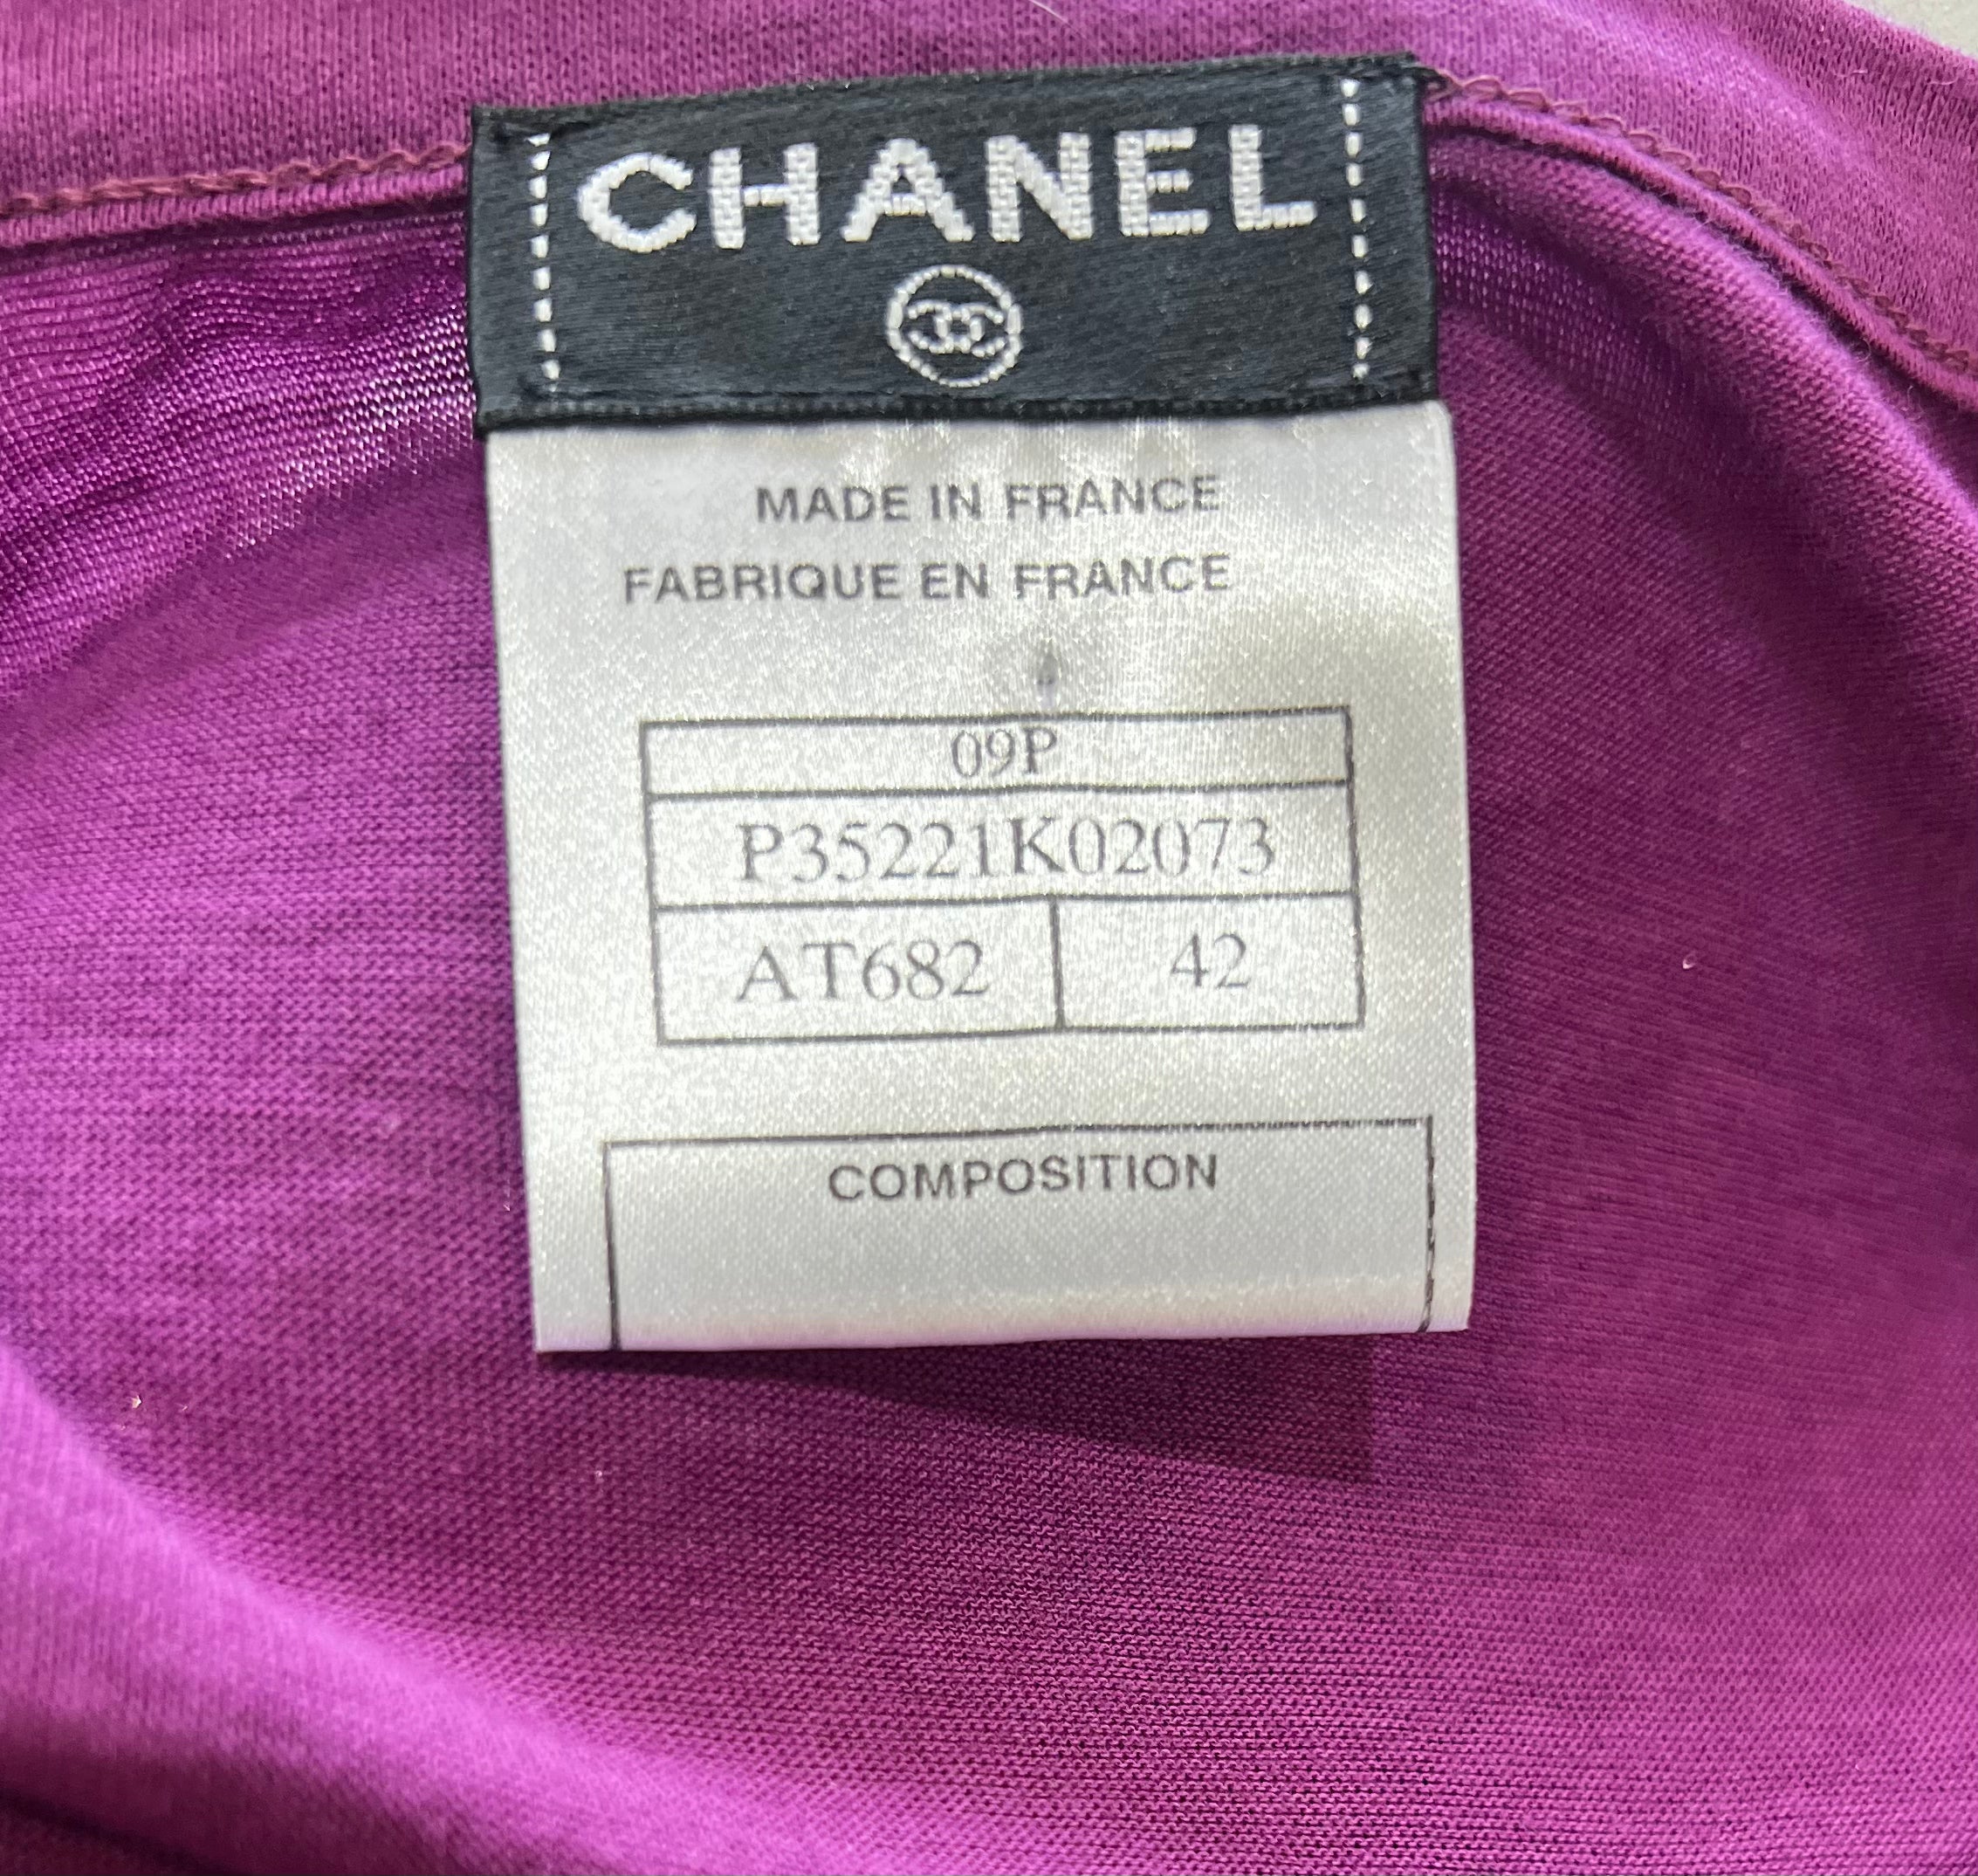 CHANEL
MADE IN FRANCE
FABRIQUE EN FRANCE
09P
P35221K02073
AT682 42
COMPOSITION